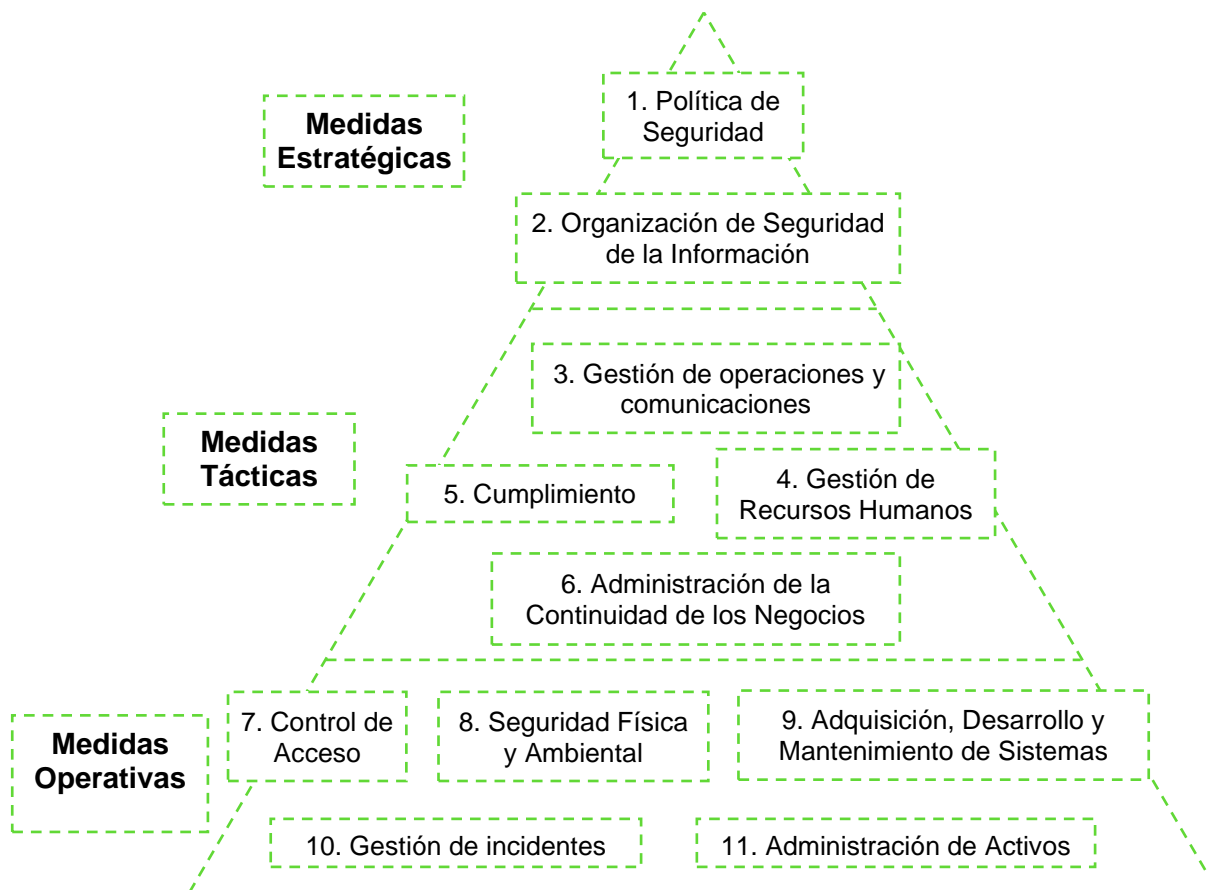 Medidas
Estratégicas
1. Política de
Seguridad
2. Organización de Seguridad
de la Información
Medidas
Tácticas
3. Gestión de operaciones y
comunicaciones
5. Cumplimiento
4. Gestión de
Recursos Humanos
6. Administración de la
Continuidad de los Negocios
Medidas
Operativas
7. Control de
Acceso
8. Seguridad Física
y Ambiental
9. Adquisición, Desarrollo y
Mantenimiento de Sistemas
10. Gestión de incidentes
11. Administración de Activos